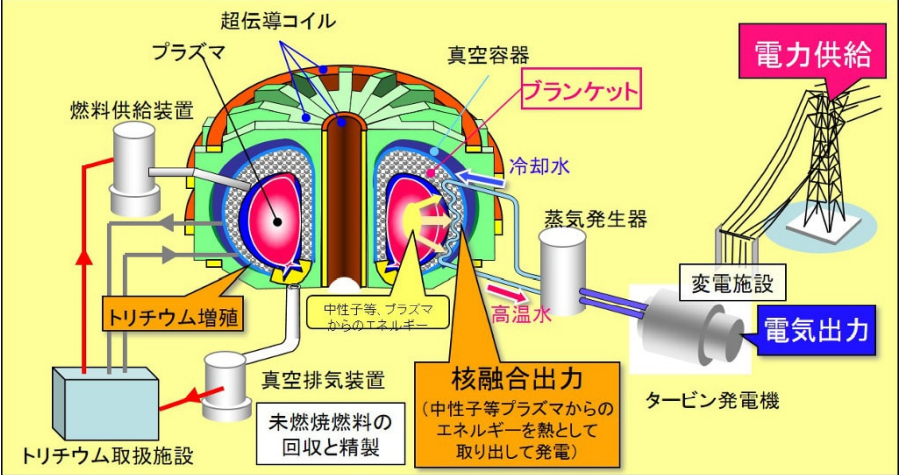 超伝導コイル
プラズマ
真空容器
電力供給
ブランケット
燃料供給装置
冷却水
蒸気発生器
変電施設
トリチウム増殖
中性子等、プラズマ
からのエネルギー
高温水
電気出力
真空排気装置
核融合出力
(中性子等プラズマからの
エネルギーを熱として
取り出して発電)
タービン発電機
未燃焼燃料の
回収と精製
トリチウム取扱施設